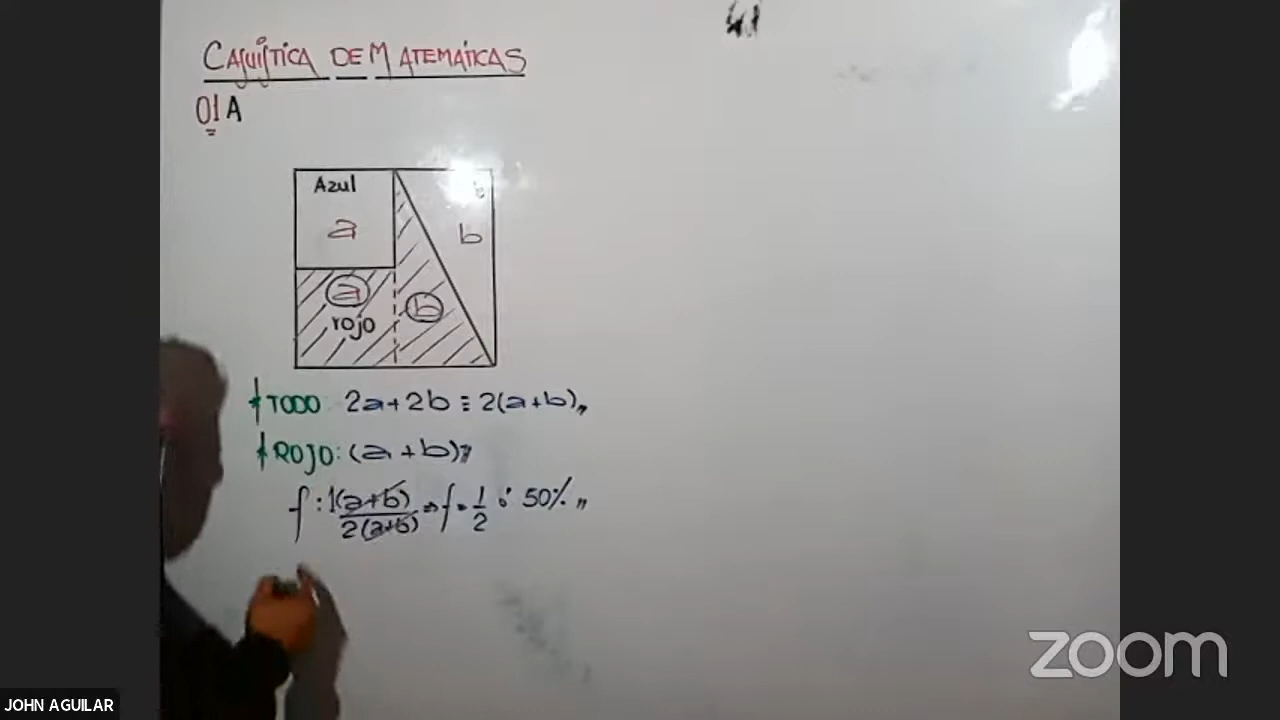 CASUÍSTICA DE MATEMÁTICAS
01 A
Azul
a
b
b
a
b
rojo
TODO: 2a+2b ≡ 2(a+b)
ROJO: (a+b)
f: 1(a+b)/2(a+b) ⇒ f = 1/2 ∴ 50%
zoom
JOHN AGUILAR